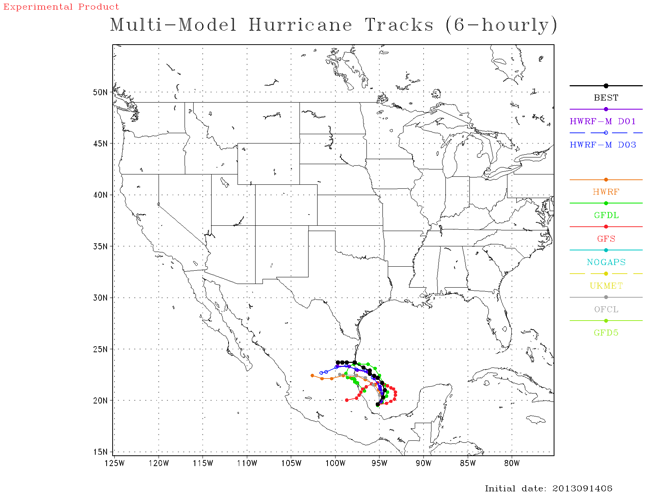 Experimental Product
Multi-Model Hurricane Tracks (6-hourly)
50N
45N
40N
35N
30N
25N
20N
15N
125W 120W 115W 110W 105W 100W 95W 90W 85W 80W
BEST
HWRF-M D01
HWRF-M D03
HWRF
GFDL
GFS
NOGAPS
UKMET
OFCL
GFD5
Initial date: 2013091406